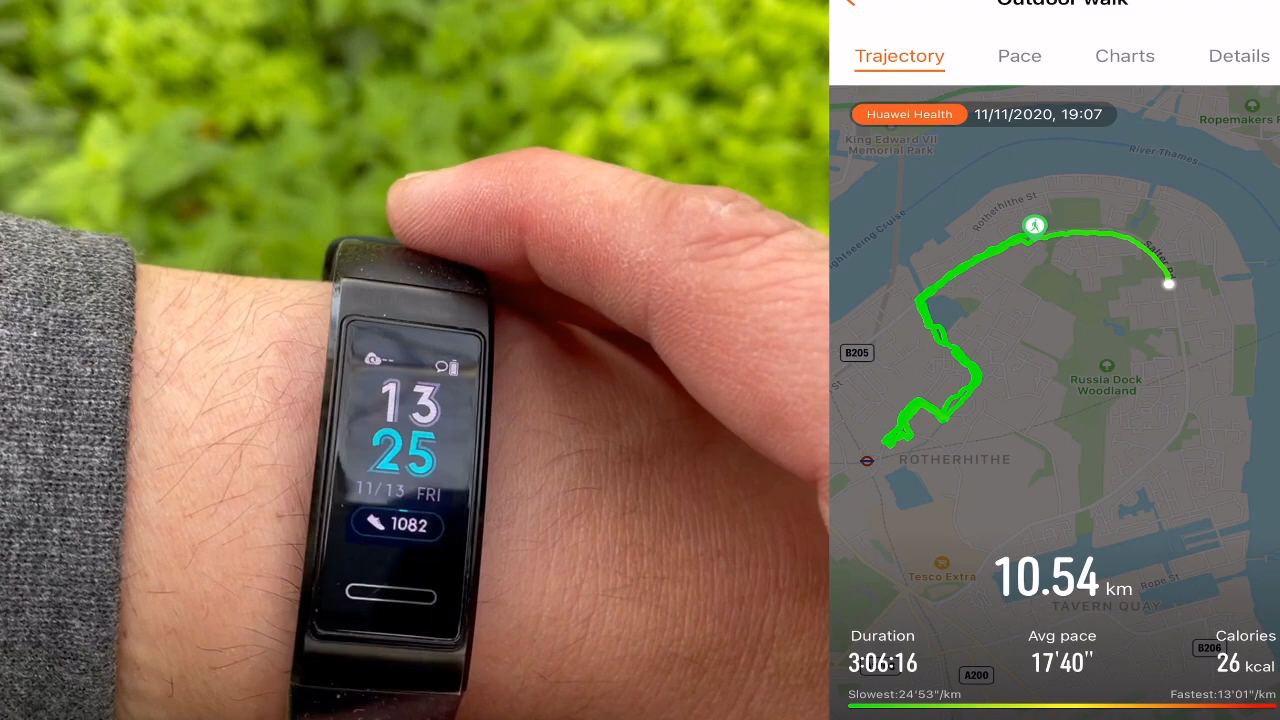 13
25
11/13 FRI
1082
Outdoor walk
Trajectory Pace Charts Details
Huawei Health 11/11/2020, 19:07
Ropemakers F
King Edward VII
Memorial Park
River Thames
Rotherhithe St
ghtseeing Cruise
Salter Rd
B205
St
Russia Dock
Woodland
ROTHERHITHE
Tesco Extra
10.54 km
Rope St
TAVERN QUAY
Duration Avg pace Calories
B206
3:06:16 17'40" 26 kcal
A200
Slowest:24'53"/km Fastest:13'01"/km